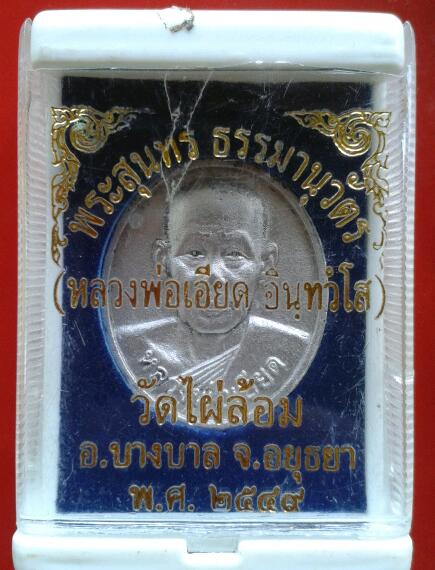 พระสุนทร ธรรมานุวัตร
(หลวงพ่อเอียด อินฺทวํโส)
วัดไผ่ล้อม
อ.บางบาล จ.อยุธยา
พ.ศ. ๒๕๔๙